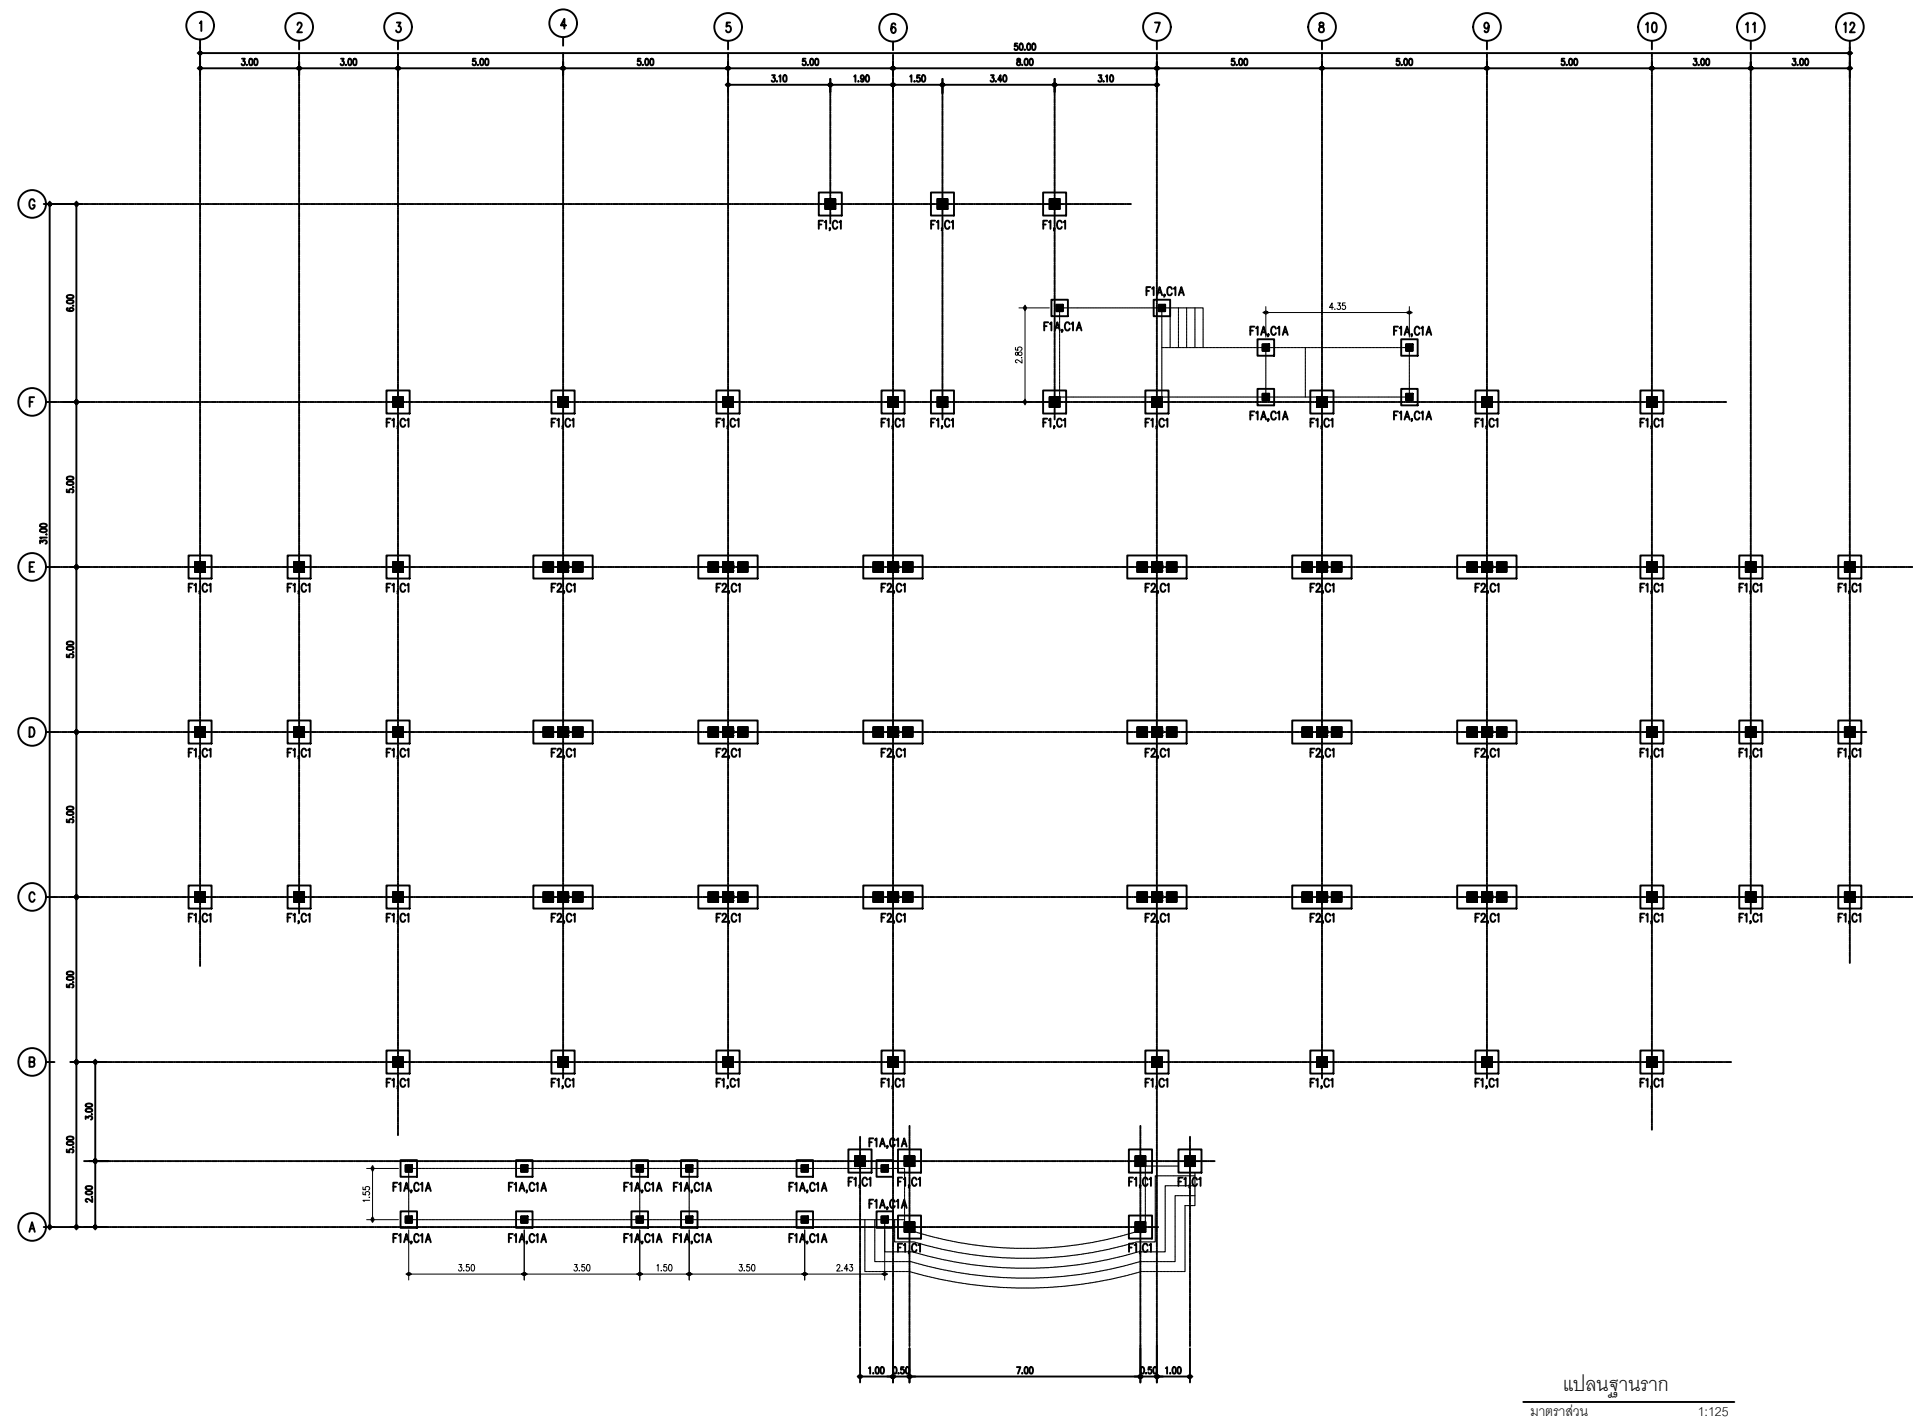 1 2 3 4 5 6 7 8 9 10 11 12
50.00
3.00 3.00 5.00 5.00 5.00 8.00 5.00 5.00 5.00 3.00 3.00
3.10 1.90 1.50 3.40 3.10
G
F1,C1 F1,C1 F1,C1
6.00
F1A,C1A
4.35
F1A,C1A F1A,C1A F1A,C1A
2.85
F
F1A,C1A F1A,C1A
F1,C1 F1,C1 F1,C1 F1,C1 F1,C1 F1,C1 F1,C1 F1,C1 F1,C1 F1,C1
5.00
31.00
E
F1,C1 F1,C1 F1,C1 F2,C1 F2,C1 F2,C1 F2,C1 F2,C1 F2,C1 F1,C1 F1,C1 F1,C1
5.00
D
F1,C1 F1,C1 F1,C1 F2,C1 F2,C1 F2,C1 F2,C1 F2,C1 F2,C1 F1,C1 F1,C1 F1,C1
5.00
C
F1,C1 F1,C1 F1,C1 F2,C1 F2,C1 F2,C1 F2,C1 F2,C1 F2,C1 F1,C1 F1,C1 F1,C1
5.00
B
F1,C1 F1,C1 F1,C1 F1,C1 F1,C1 F1,C1 F1,C1 F1,C1
3.00
5.00
F1A,C1A
F1,C1 F1,C1 F1,C1 F1,C1
F1A,C1A F1A,C1A F1A,C1A F1A,C1A F1A,C1A
2.00
1.55
F1A,C1A
A
F1A,C1A F1A,C1A F1A,C1A F1A,C1A F1A,C1A
F1,C1 F1,C1
3.50 3.50 1.50 3.50 2.43
1.00 0.50 7.00 0.50 1.00
แปลนฐานราก
มาตราส่วน 1:125